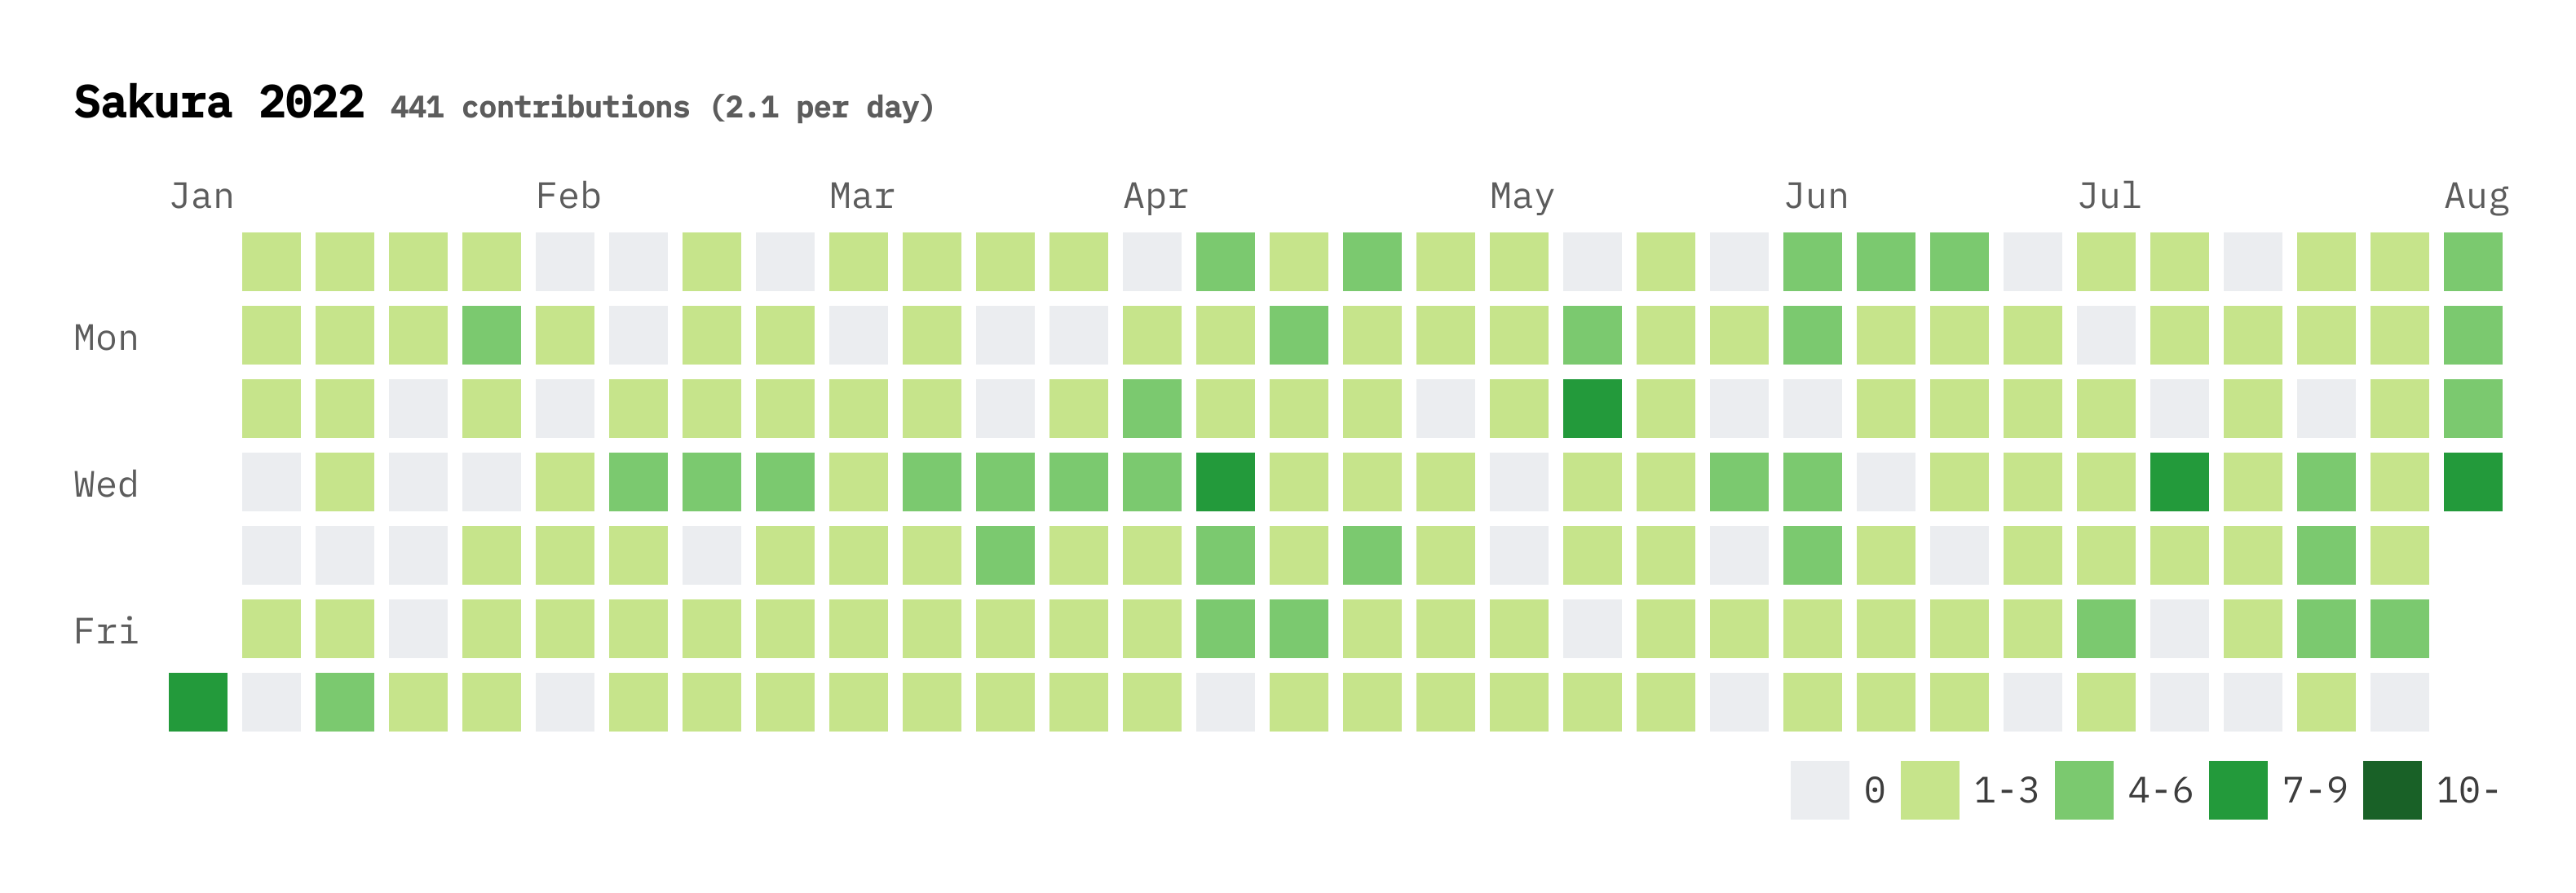 Sakura 2022 441 contributions (2.1 per day)
Jan Feb Mar Apr May Jun Jul Aug
Mon
Wed
Fri
0 1-3 4-6 7-9 10-